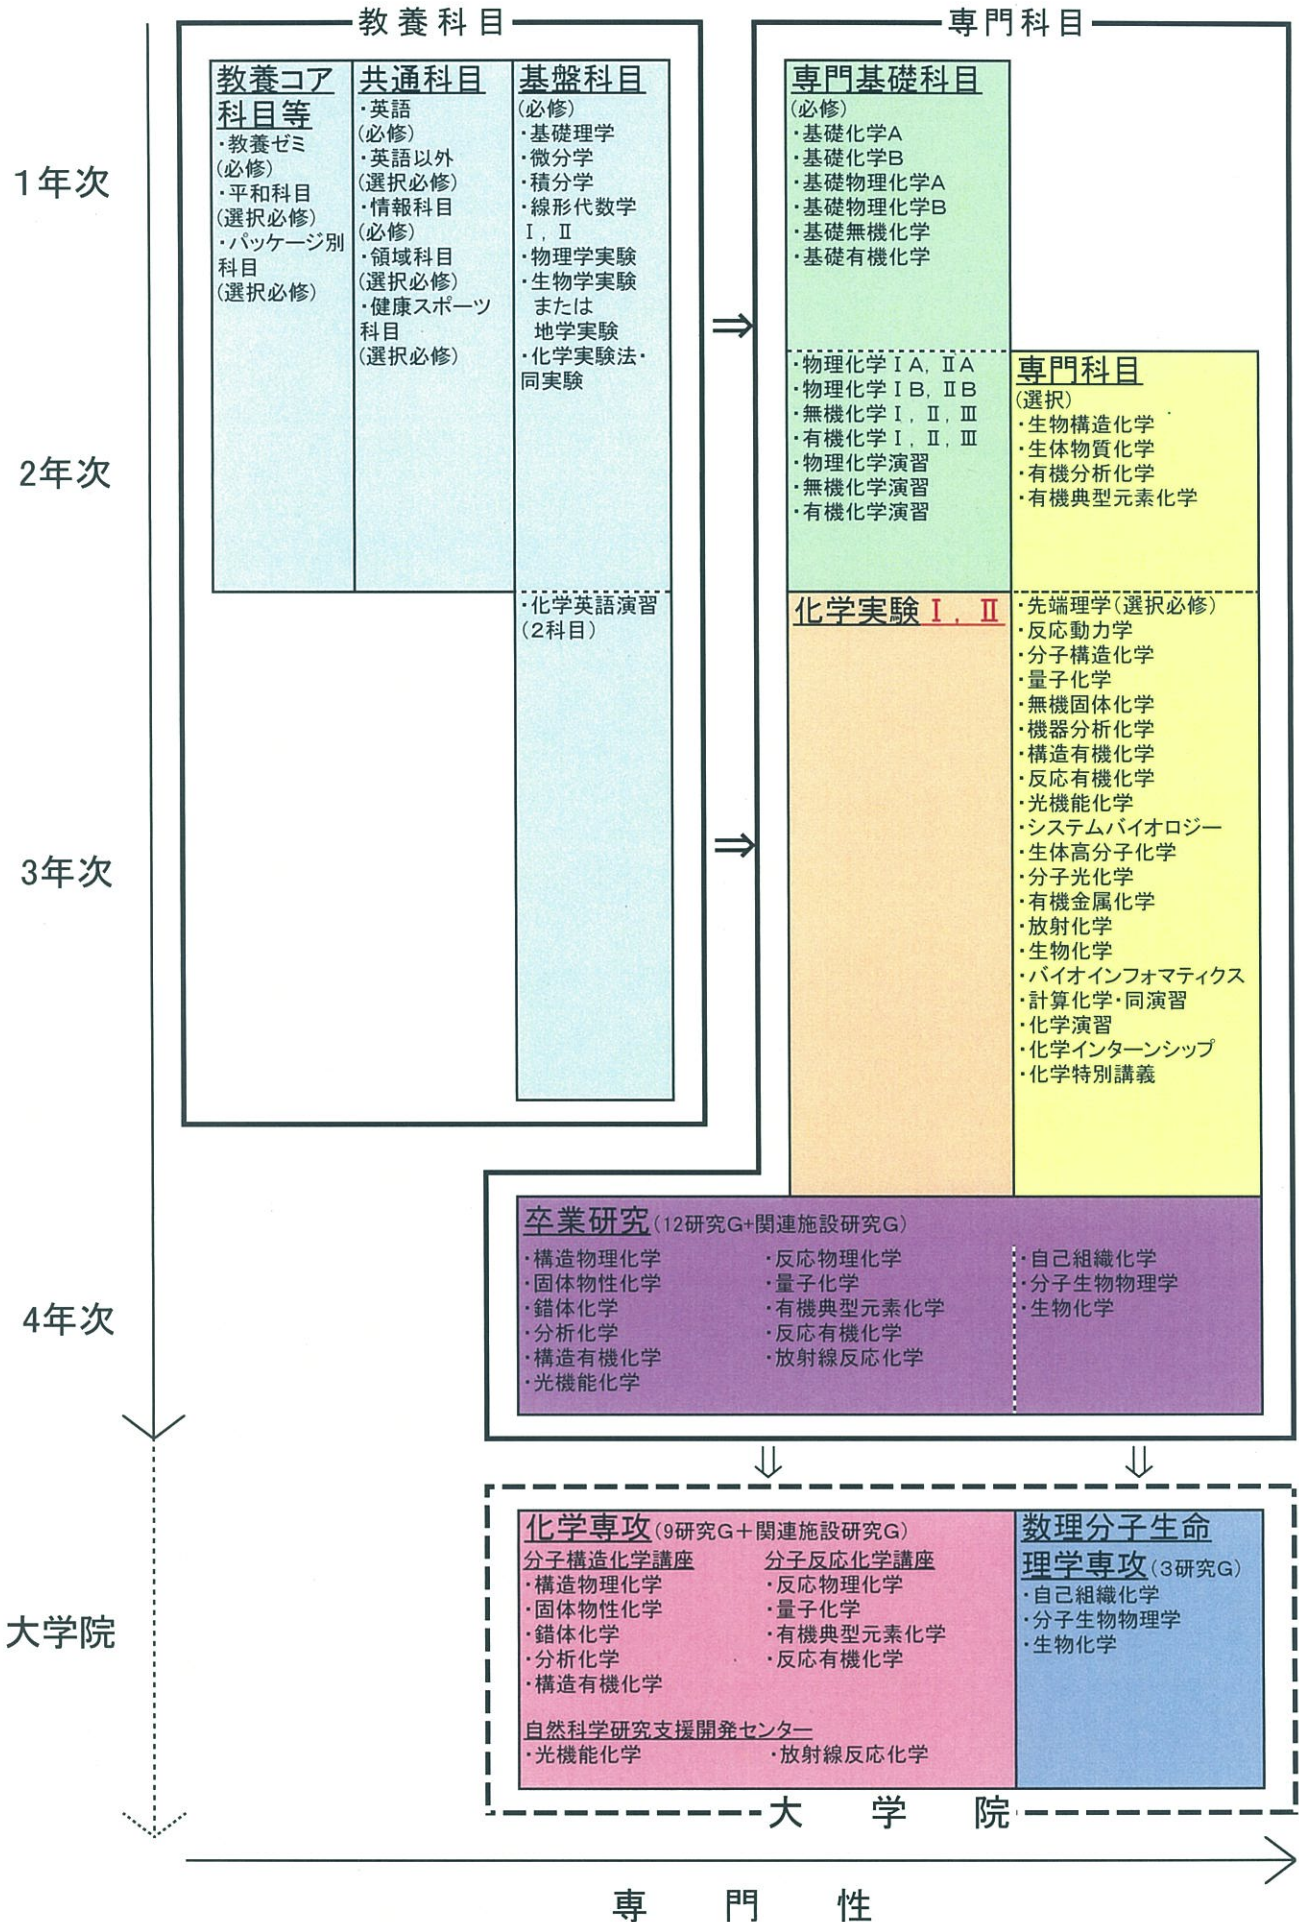 教養科目
教養コア
科目等
・教養ゼミ
(必修)
・平和科目
(選択必修)
・パッケージ別
科目
(選択必修)
共通科目
・英語
(必修)
・英語以外
(選択必修)
・情報科目
(必修)
・領域科目
(選択必修)
・健康スポーツ
科目
(選択必修)
基盤科目
(必修)
・基礎理学
・微分学
・積分学
・線形代数学
Ⅰ, Ⅱ
・物理学実験
・生物学実験
または
地学実験
・化学実験法・
同実験
・化学英語演習
(2科目)
⇒
⇒
専門科目
専門基礎科目
(必修)
・基礎化学A
・基礎化学B
・基礎物理化学A
・基礎物理化学B
・基礎無機化学
・基礎有機化学
・物理化学ⅠA, ⅡA
・物理化学ⅠB, ⅡB
・無機化学Ⅰ, Ⅱ, Ⅲ
・有機化学Ⅰ, Ⅱ, Ⅲ
・物理化学演習
・無機化学演習
・有機化学演習
化学実験Ⅰ, Ⅱ
専門科目
(選択)
・生物構造化学
・生体物質化学
・有機分析化学
・有機典型元素化学
・先端理学(選択必修)
・反応動力学
・分子構造化学
・量子化学
・無機固体化学
・機器分析化学
・構造有機化学
・反応有機化学
・光機能化学
・システムバイオロジー
・生体高分子化学
・分子光化学
・有機金属化学
・放射化学
・生物化学
・バイオインフォマティクス
・計算化学・同演習
・化学演習
・化学インターンシップ
・化学特別講義
1年次
2年次
3年次
4年次
卒業研究(12研究G+関連施設研究G)
・構造物理化学
・固体物性化学
・錯体化学
・分析化学
・構造有機化学
・光機能化学
・反応物理化学
・量子化学
・有機典型元素化学
・反応有機化学
・放射線反応化学
・自己組織化学
・分子生物物理学
・生物化学
⇓
⇓
大学院
化学専攻(9研究G＋関連施設研究G)
分子構造化学講座
・構造物理化学
・固体物性化学
・錯体化学
・分析化学
・構造有機化学
分子反応化学講座
・反応物理化学
・量子化学
・有機典型元素化学
・反応有機化学
自然科学研究支援開発センター
・光機能化学
・放射線反応化学
数理分子生命
理学専攻(3研究G)
・自己組織化学
・分子生物物理学
・生物化学
大 学 院
専 門 性